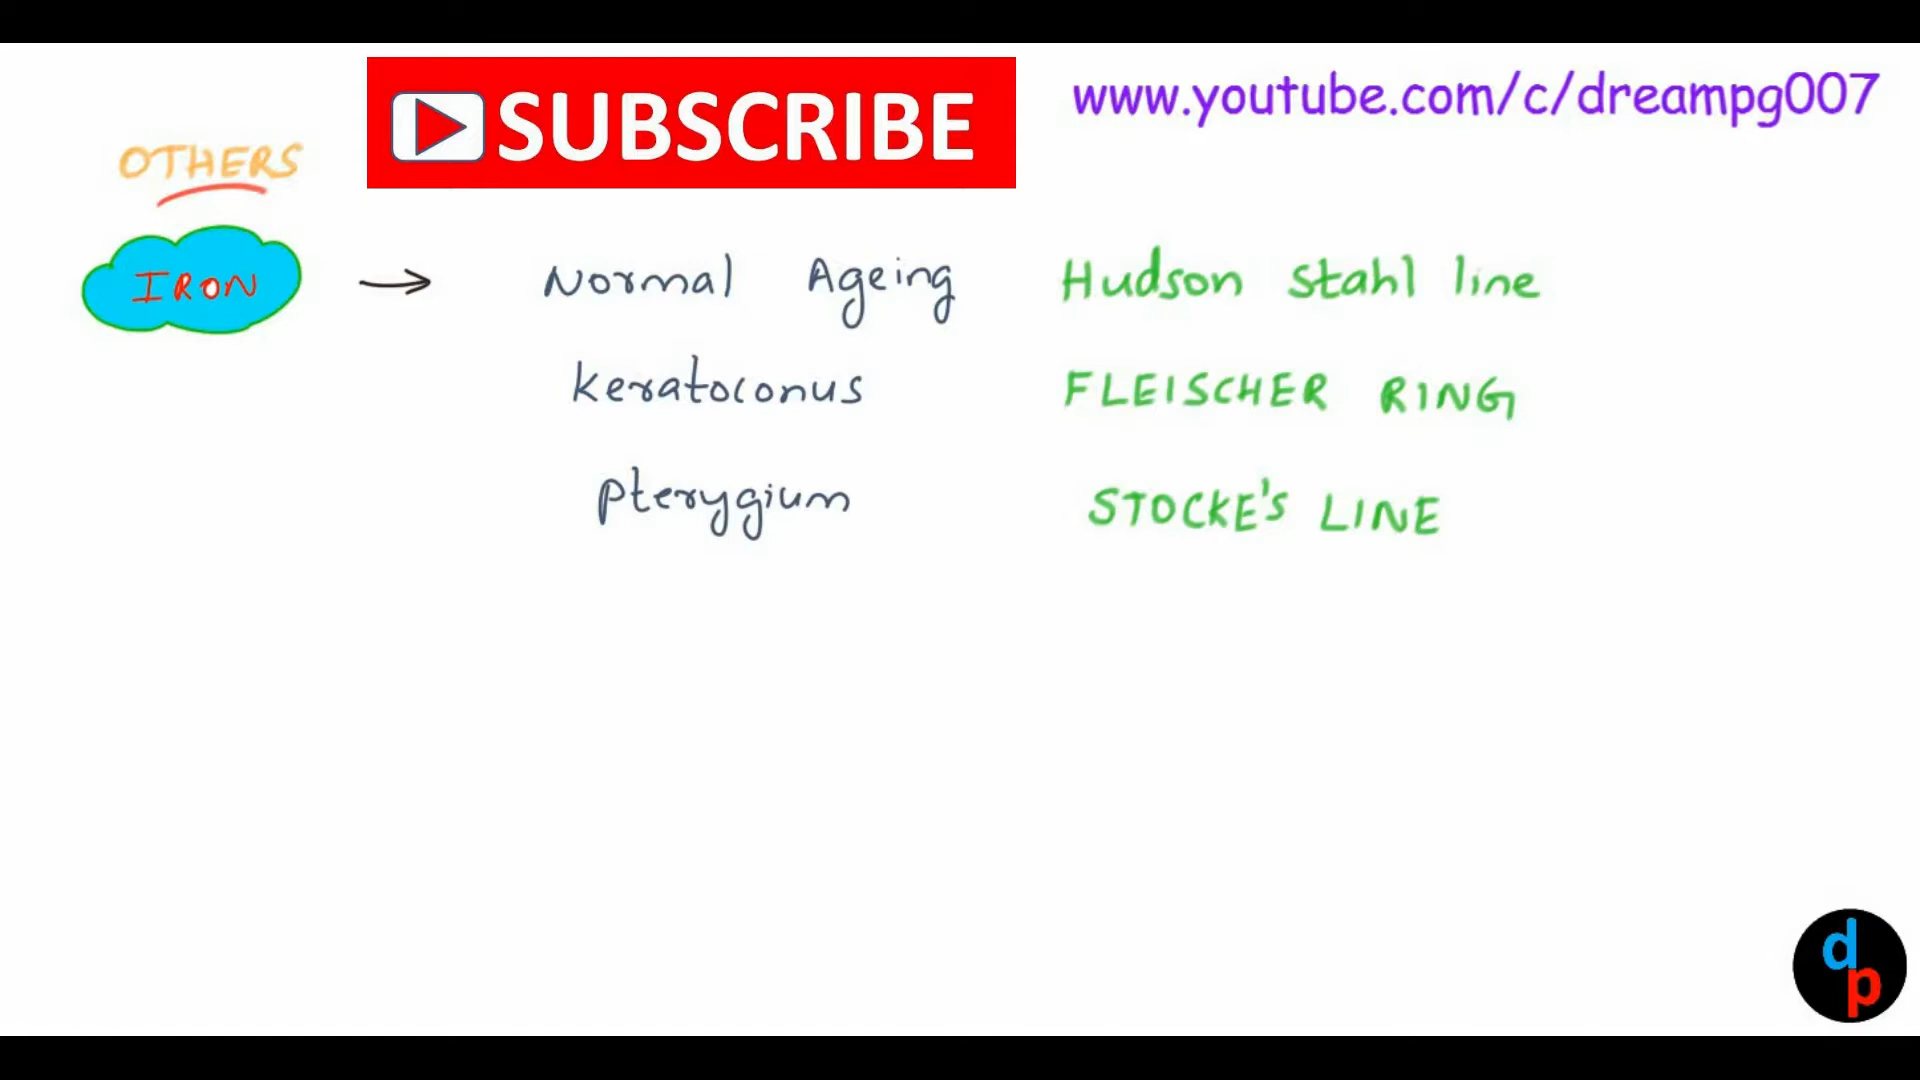 SUBSCRIBE
www.youtube.com/c/dreampg007
OTHERS
IRON → Normal Ageing Hudson Stahl line
Keratoconus FLEISCHER RING
Pterygium STOCKE'S LINE
dp